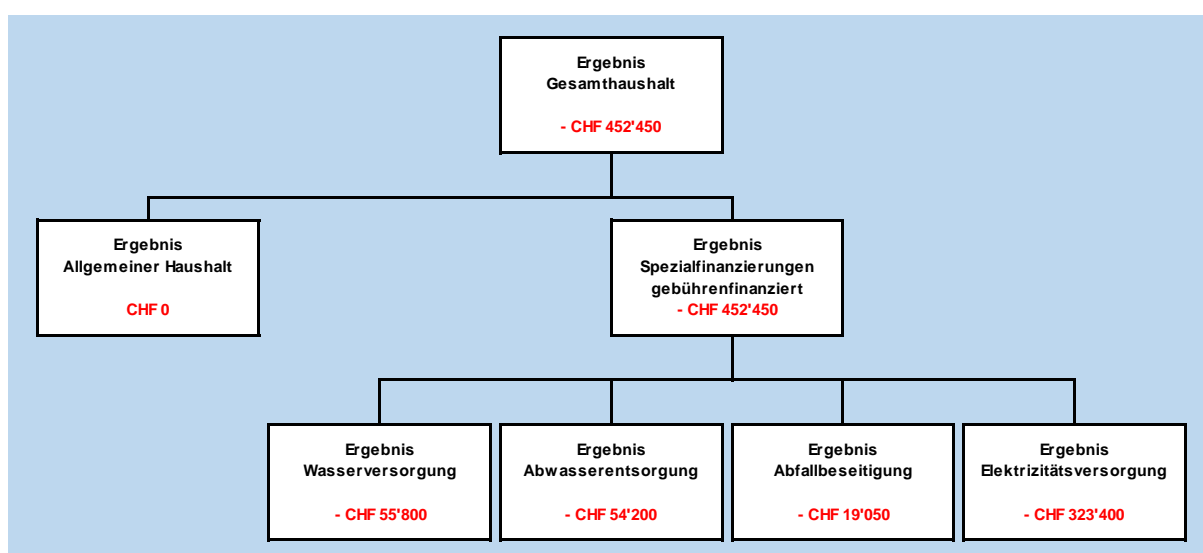 Ergebnis
Gesamthaushalt
- CHF 452'450
Ergebnis
Allgemeiner Haushalt
CHF 0
Ergebnis
Spezialfinanzierungen
gebührenfinanziert
- CHF 452'450
Ergebnis
Wasserversorgung
- CHF 55'800
Ergebnis
Abwasserentsorgung
- CHF 54'200
Ergebnis
Abfallbeseitigung
- CHF 19'050
Ergebnis
Elektrizitätsversorgung
- CHF 323'400